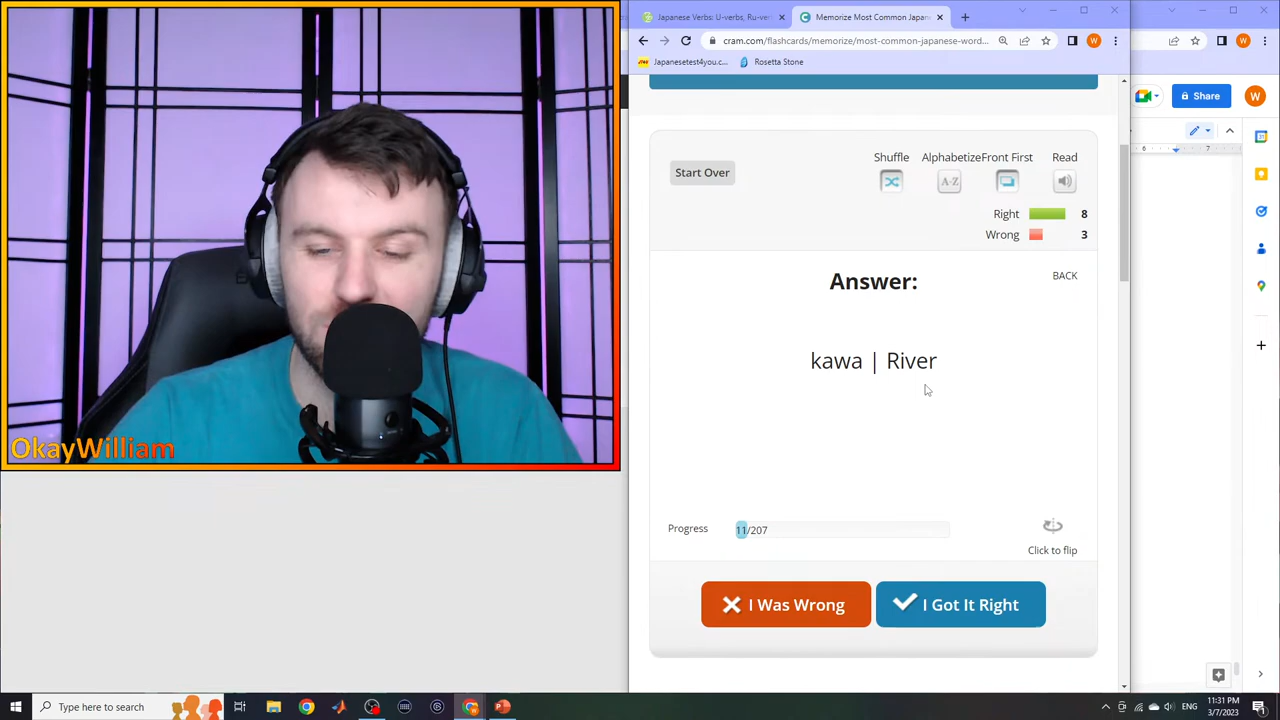 Japanese Verbs: U-verbs, Ru-ver
Memorize Most Common Japan
cram.com/flashcards/memorize/most-common-japanese-word...
W
Japanesetest4you.c...
Rosetta Stone
Share
W
6
7
Start Over
Shuffle
Alphabetize
Front First
Read
A-Z
Right 8
Wrong 3
Answer:
BACK
kawa | River
Progress
11/207
Click to flip
I Was Wrong
I Got It Right
OkayWilliam
Type here to search
ENG
11:31 PM
3/7/2023